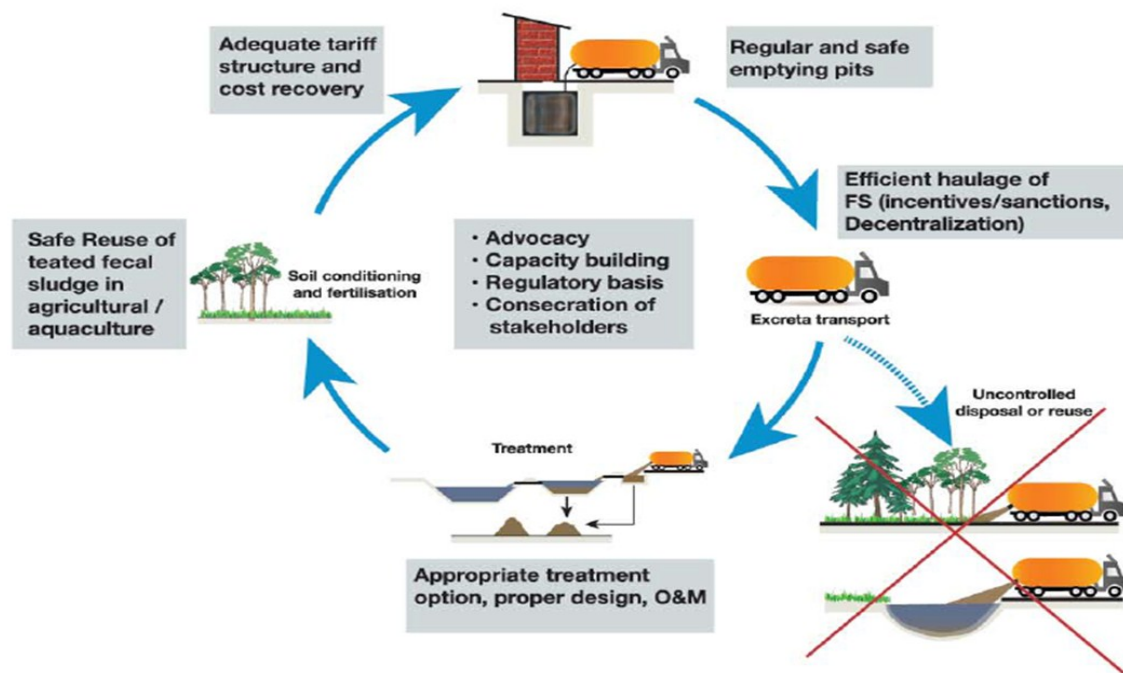 Adequate tariff
structure and
cost recovery
Regular and safe
emptying pits
Efficient haulage of
FS (incentives/sanctions,
Decentralization)
Safe Reuse of
teated fecal
sludge in
agricultural /
aquaculture
Soil conditioning
and fertilisation
• Advocacy
• Capacity building
• Regulatory basis
• Consecration of
stakeholders
Excreta transport
Uncontrolled
disposal or reuse
Treatment
Appropriate treatment
option, proper design, O&M